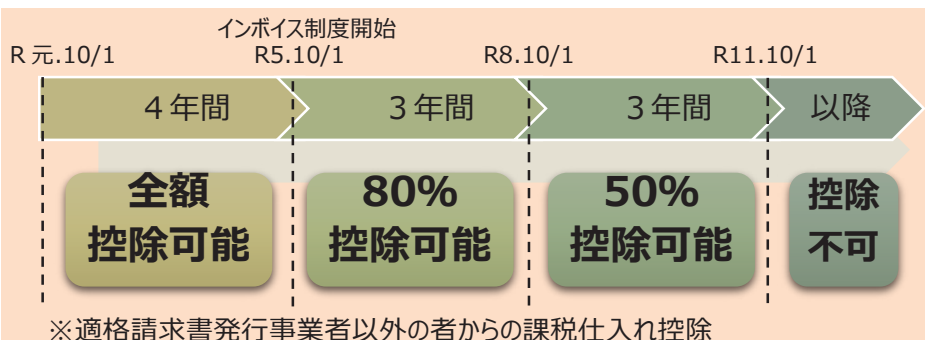 インボイス制度開始
R元.10/1 R5.10/1 R8.10/1 R11.10/1
4年間 3年間 3年間 以降
全額 80% 50% 控除
控除可能 控除可能 控除可能 不可
※適格請求書発行事業者以外の者からの課税仕入れ控除